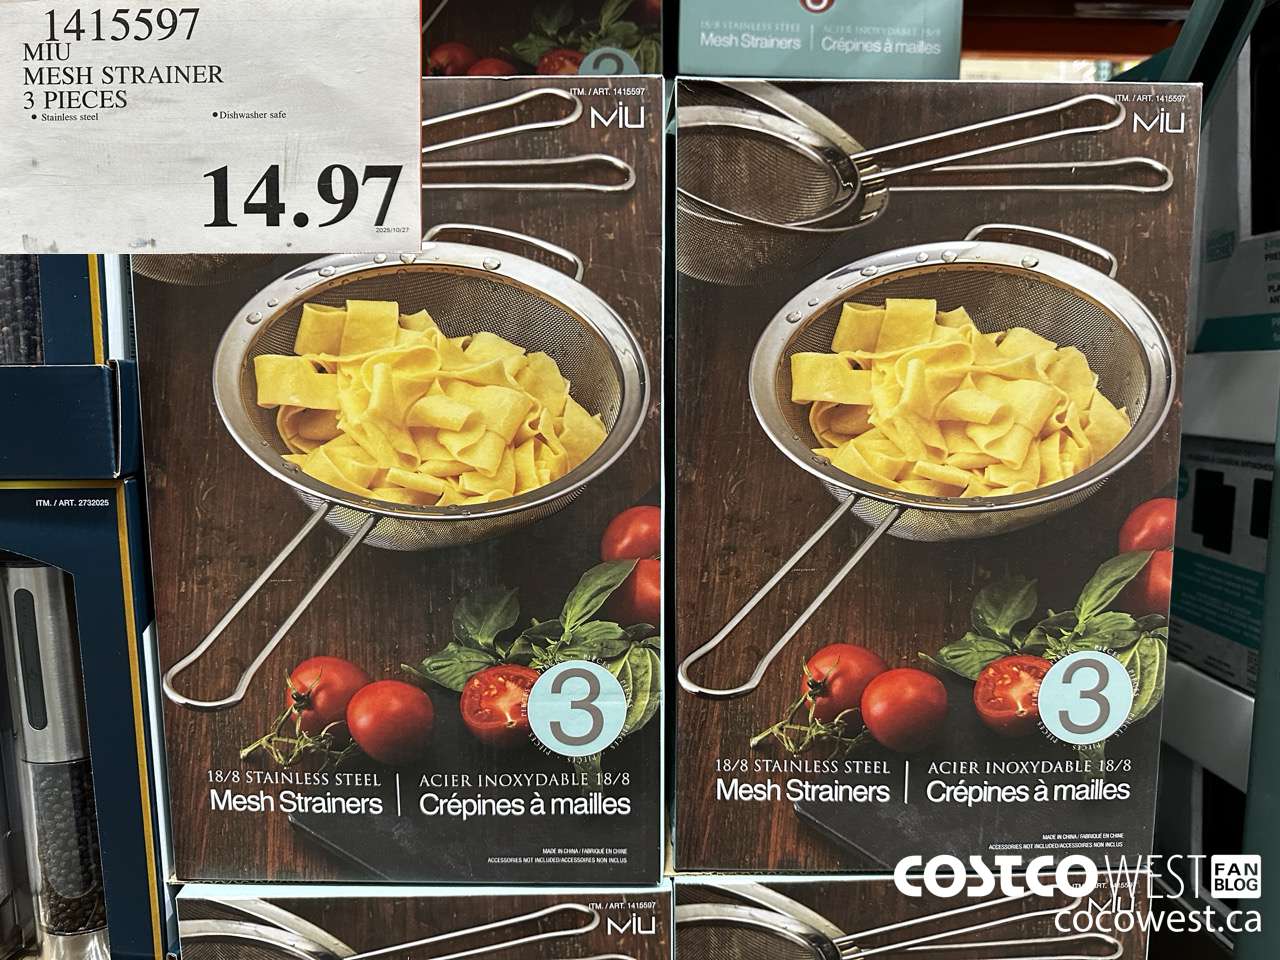 1415597
MIU
MESH STRAINER
3 PIECES
• Stainless steel
• Dishwasher safe
14.97
2025/10/27
18/8 STAINLESS STEEL
Mesh Strainers
ACIER INOXYDABLE 18/8
Crépines à mailles
ITM. / ART. 1415597
MIU
3
PIECES · PIÈCES
18/8 STAINLESS STEEL
Mesh Strainers
ACIER INOXYDABLE 18/8
Crépines à mailles
MADE IN CHINA / FABRIQUÉ EN CHINE
ACCESSORIES NOT INCLUDED/ACCESSOIRES NON INCLUS
ITM. / ART. 1415597
MIU
3
PIECES · PIÈCES
18/8 STAINLESS STEEL
Mesh Strainers
ACIER INOXYDABLE 18/8
Crépines à mailles
MADE IN CHINA / FABRIQUÉ EN CHINE
ACCESSORIES NOT INCLUDED/ACCESSOIRES NON INCLUS
ITM. / ART. 2732025
ITM. / ART. 1415597
MIU
MIU
COSTCO WEST
FAN
BLOG
cocowest.ca